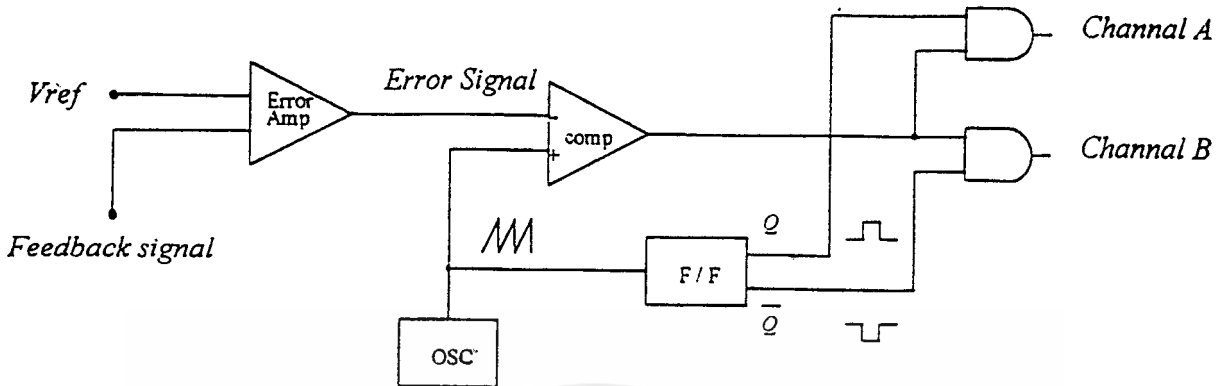 Channal A
Vref
Error
Amp
Error Signal
-
comp
+
Channal B
Feedback signal
Q
F / F
Q̅
OSC